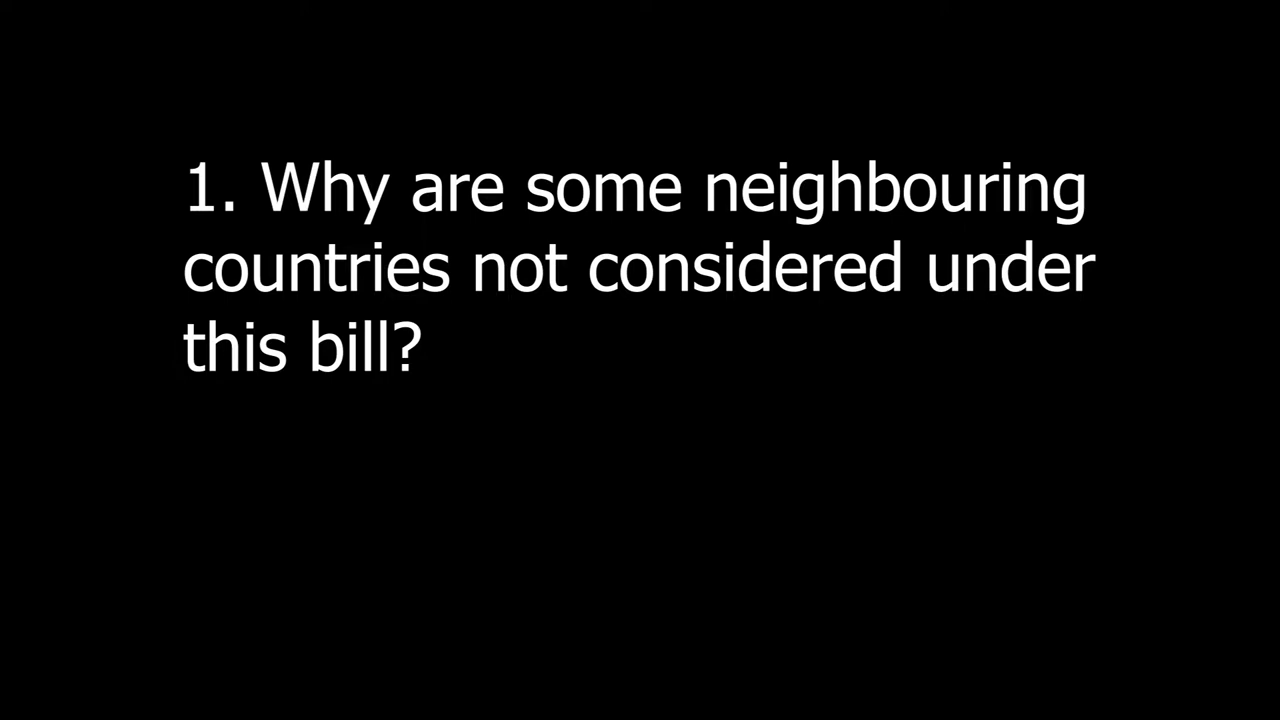 1. Why are some neighbouring
countries not considered under
this bill?